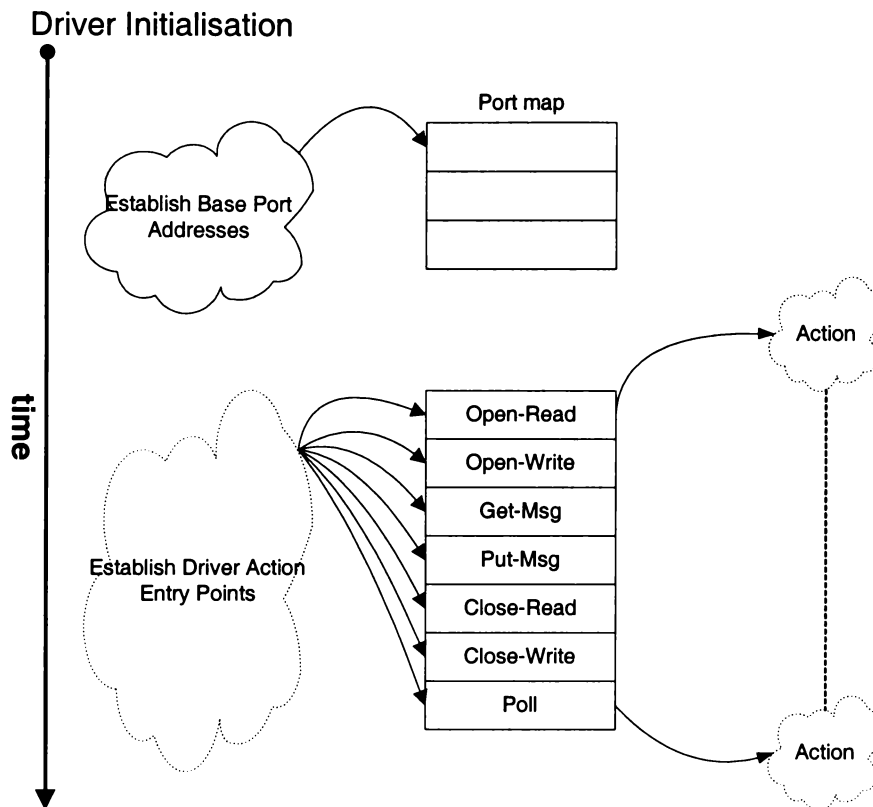 Driver Initialisation
Port map
Establish Base Port
Addresses
Action
time
Open-Read
Open-Write
Get-Msg
Put-Msg
Establish Driver Action
Entry Points
Close-Read
Close-Write
Poll
Action